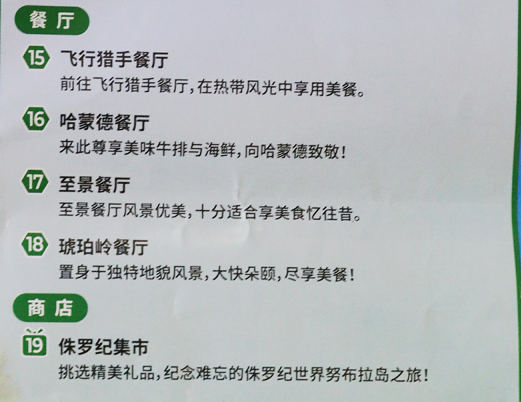 餐厅
15 飞行猎手餐厅
前往飞行猎手餐厅,在热带风光中享用美餐。
16 哈蒙德餐厅
来此尊享美味牛排与海鲜,向哈蒙德致敬!
17 至景餐厅
至景餐厅风景优美,十分适合享美食忆往昔。
18 琥珀岭餐厅
置身于独特地貌风景,大快朵颐,尽享美餐!
商店
19 侏罗纪集市
挑选精美礼品,纪念难忘的侏罗纪世界努布拉岛之旅!